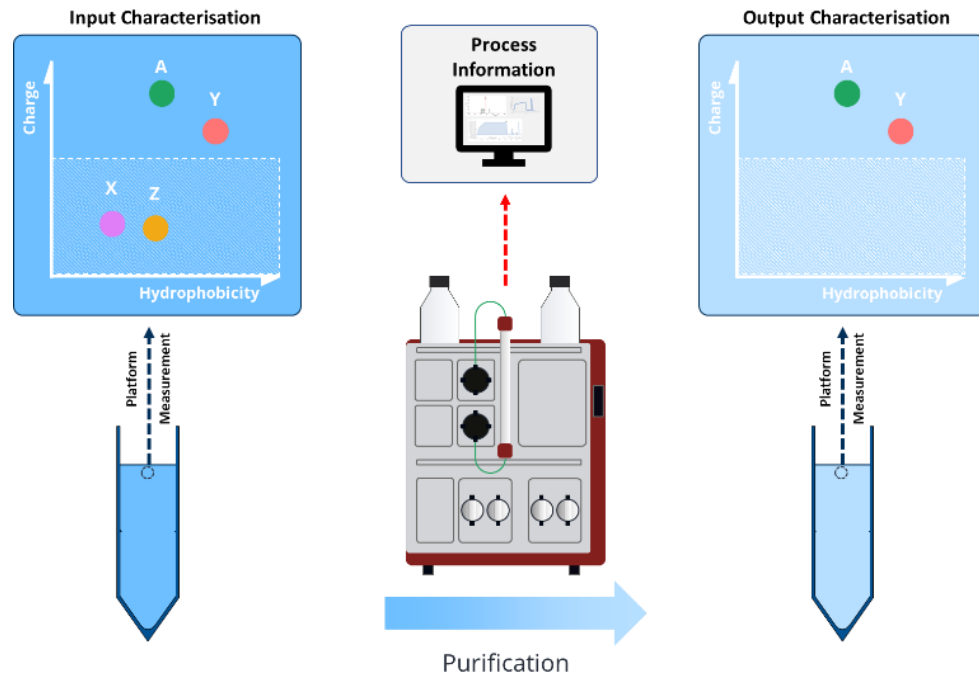 Input Characterisation
A
Y
X
Z
Charge
Hydrophobicity
Platform
Measurement
Process
Information
Purification
Output Characterisation
A
Y
Charge
Hydrophobicity
Platform
Measurement